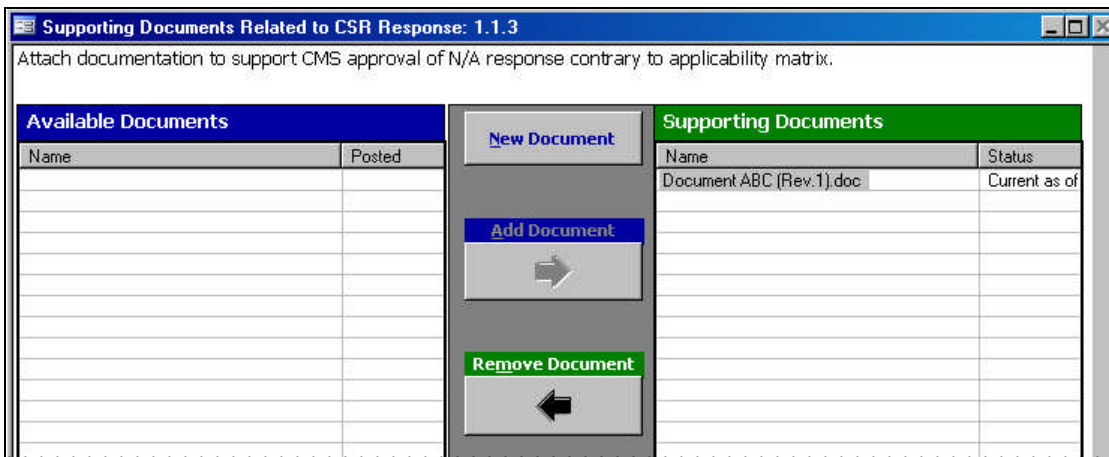 Supporting Documents Related to CSR Response: 1.1.3
Attach documentation to support CMS approval of N/A response contrary to applicability matrix.
Available Documents
Name Posted
New Document
Add Document
Remove Document
Supporting Documents
Name Status
Document ABC (Rev.1).doc Current as of